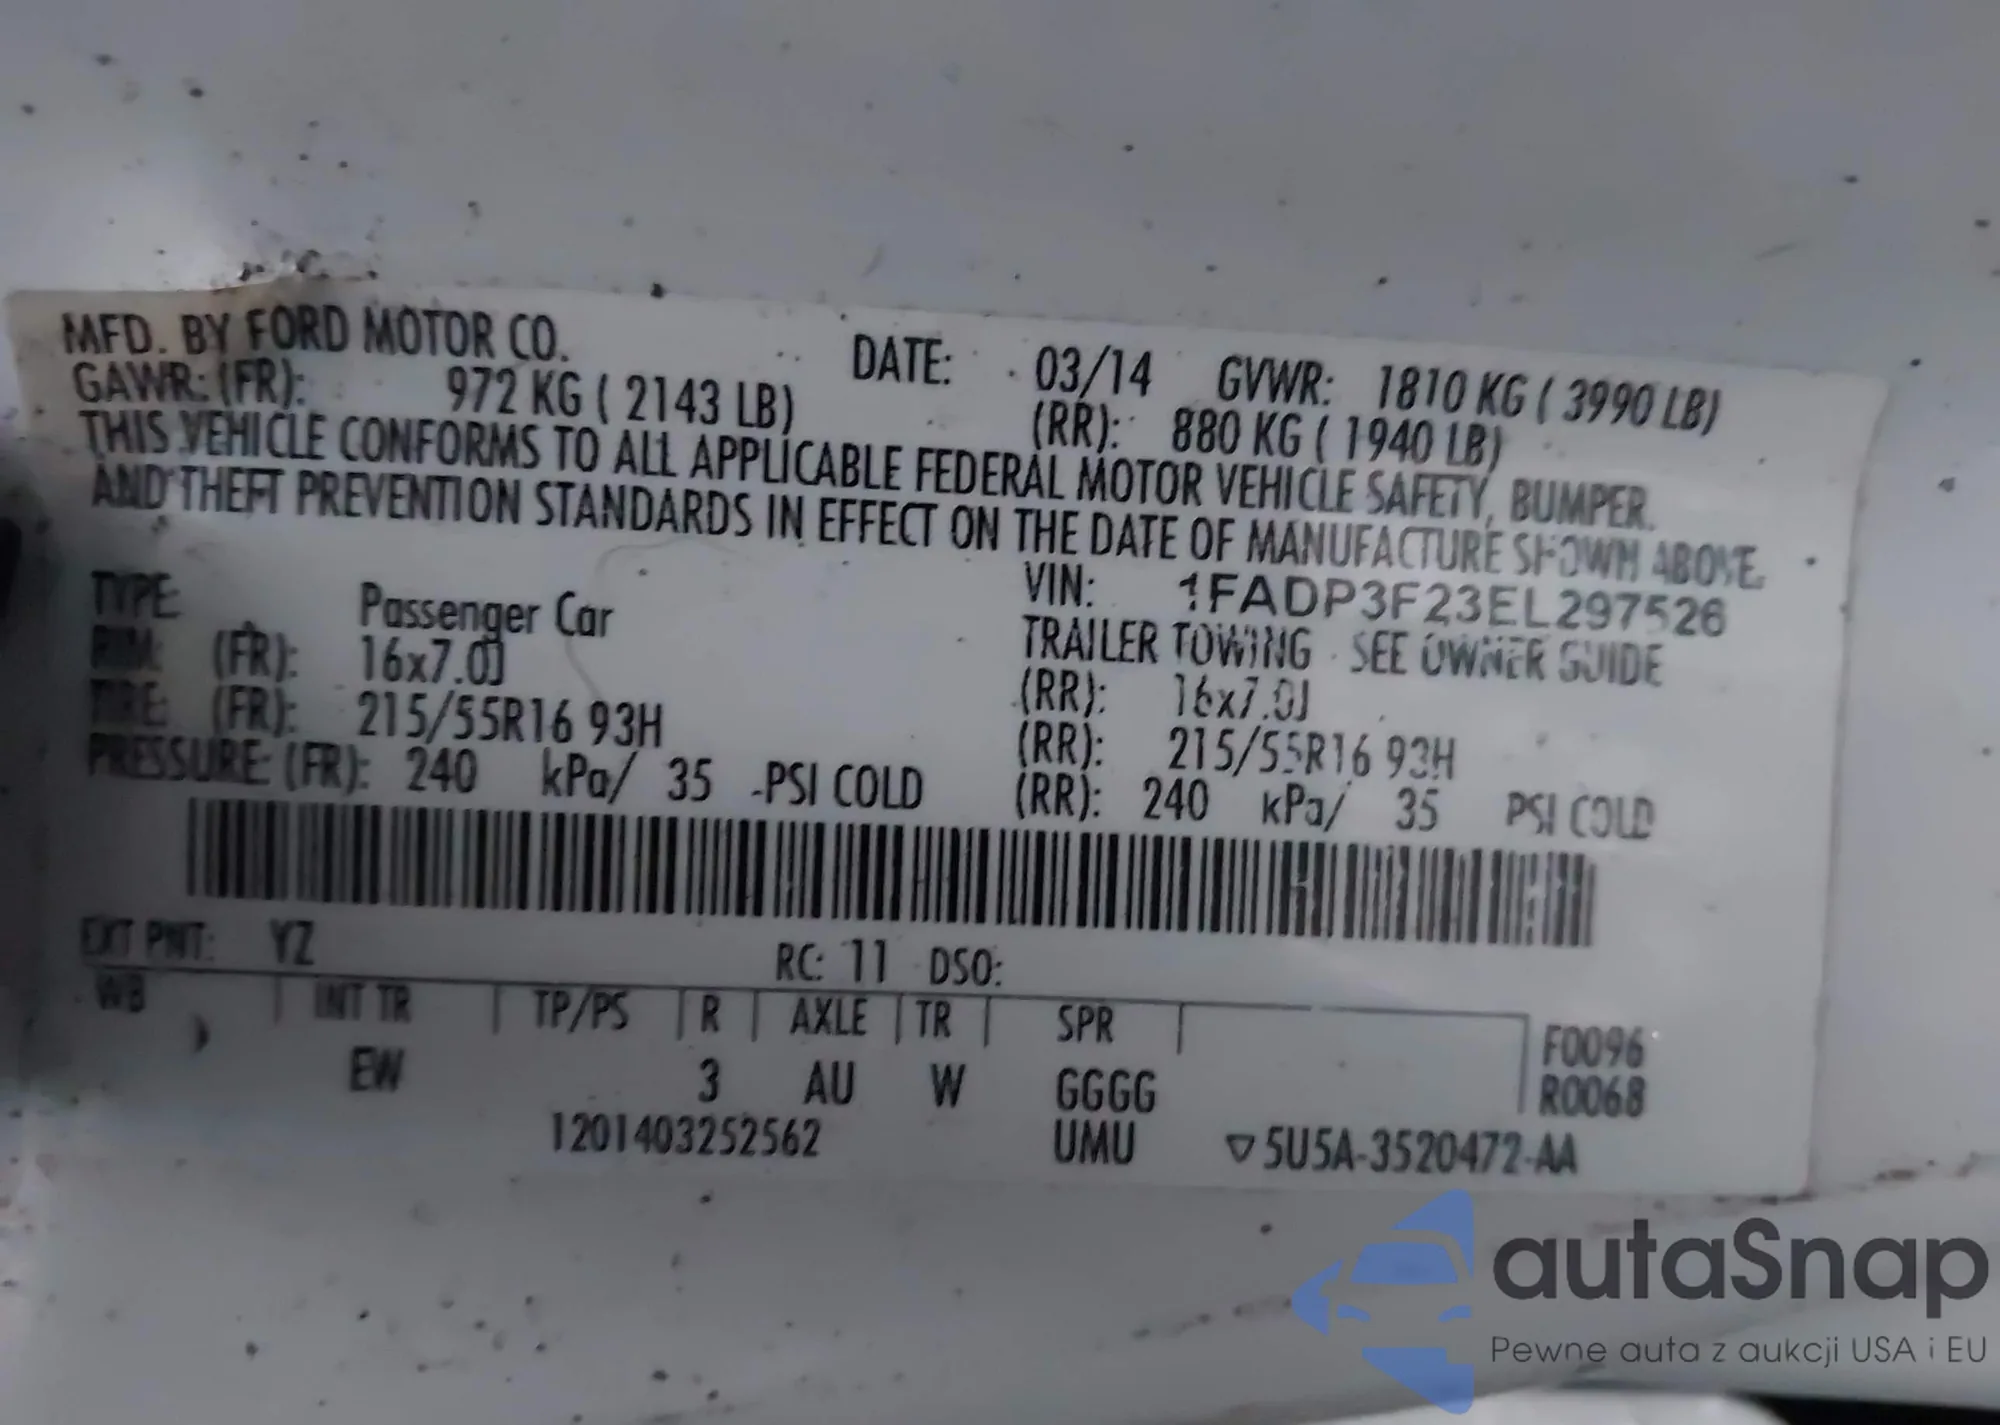 MFD. BY FORD MOTOR CO. DATE: 03/14 GVWR: 1810 KG ( 3990 LB)
GAWR: (FR): 972 KG ( 2143 LB) (RR): 880 KG ( 1940 LB)
THIS VEHICLE CONFORMS TO ALL APPLICABLE FEDERAL MOTOR VEHICLE SAFETY, BUMPER,
AND THEFT PREVENTION STANDARDS IN EFFECT ON THE DATE OF MANUFACTURE SHOWN ABOVE.
VIN: 1FADP3F23EL297526
TYPE: Passenger Car TRAILER TOWING - SEE OWNER GUIDE
RIM: (FR): 16x7.0J (RR): 16x7.0J
TIRE: (FR): 215/55R16 93H (RR): 215/55R16 93H
PRESSURE: (FR): 240 kPa/ 35 PSI COLD (RR): 240 kPa/ 35 PSI COLD
EXT PNT: YZ RC: 11 DSO:
WB INT TR TP/PS R AXLE TR SPR F0096
EW 3 AU W GGGG R0068
1201403252562 UMU ▽5U5A-3520472-AA
autaSnap
Pewne auta z aukcji USA i EU